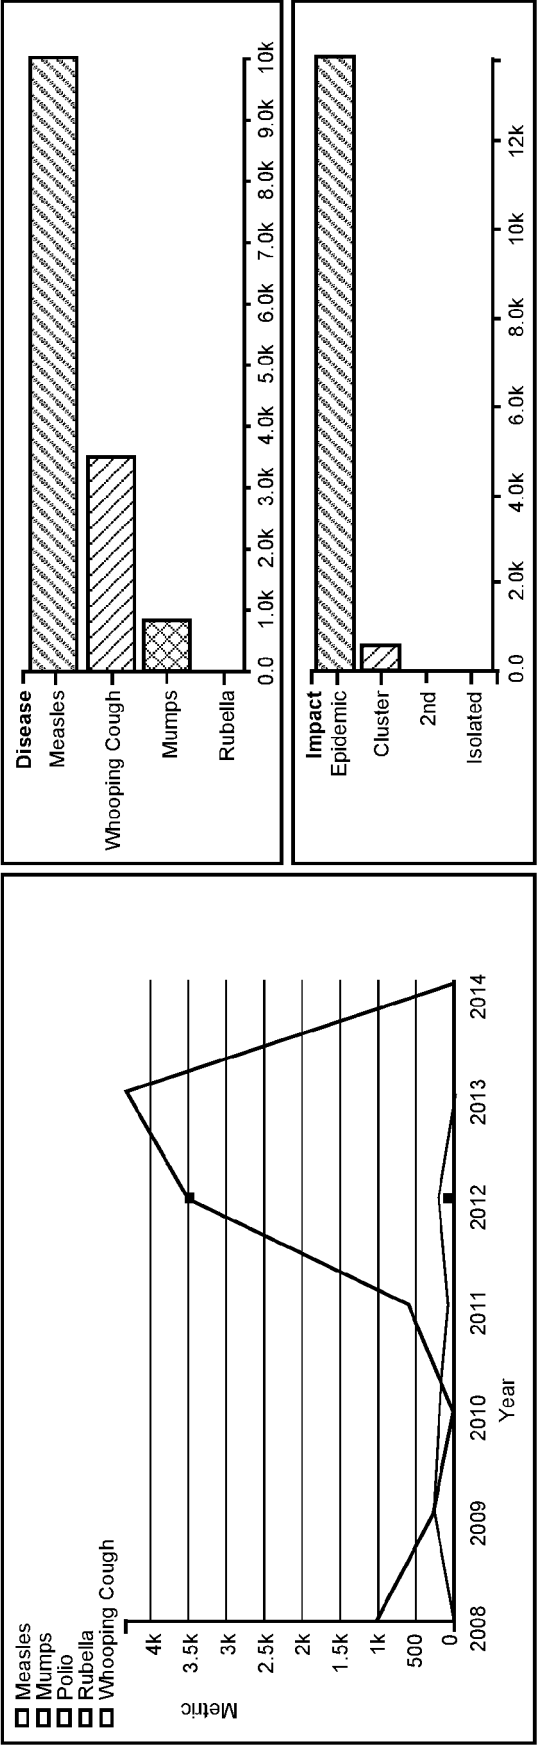 Measles
Mumps
Polio
Rubella
Whooping Cough
Metric
4k
3.5k
3k
2.5k
2k
1.5k
1k
500
0
2008
2009
2010
2011
2012
2013
2014
Year
Disease
Measles
Whooping Cough
Mumps
Rubella
0.0
1.0k
2.0k
3.0k
4.0k
5.0k
6.0k
7.0k
8.0k
9.0k
10k
Impact
Epidemic
Cluster
2nd
Isolated
0.0
2.0k
4.0k
6.0k
8.0k
10k
12k